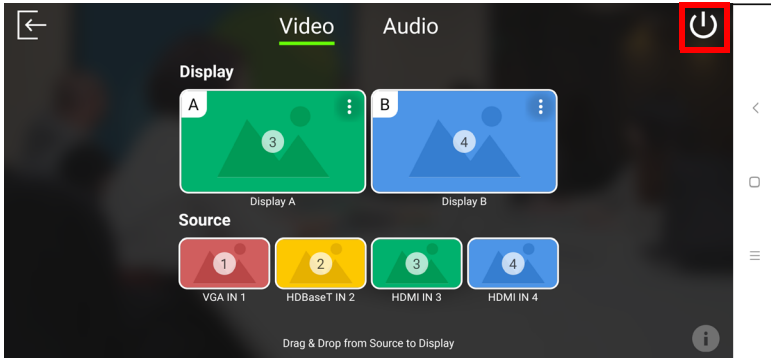 Video Audio
Display
A B
3 4
Display A Display B
Source
1 2 3 4
VGA IN 1 HDBaseT IN 2 HDMI IN 3 HDMI IN 4
Drag & Drop from Source to Display
i